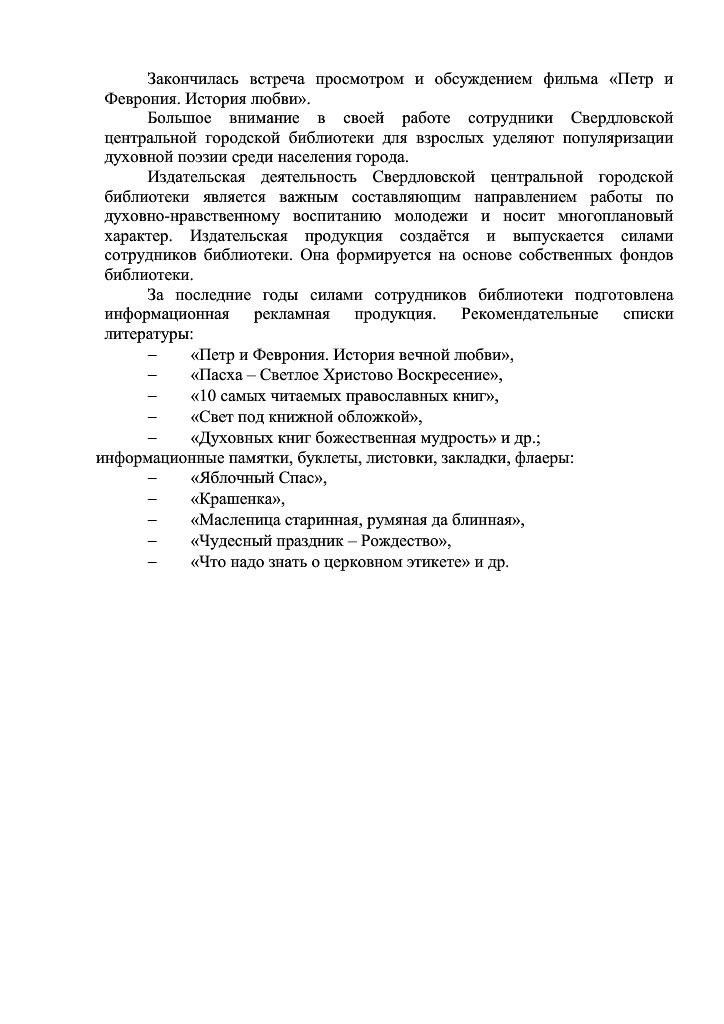 Закончилась встреча просмотром и обсуждением фильма «Петр и
Феврония. История любви».
Большое внимание в своей работе сотрудники Свердловской
центральной городской библиотеки для взрослых уделяют популяризации
духовной поэзии среди населения города.
Издательская деятельность Свердловской центральной городской
библиотеки является важным составляющим направлением работы по
духовно-нравственному воспитанию молодежи и носит многоплановый
характер. Издательская продукция создаётся и выпускается силами
сотрудников библиотеки. Она формируется на основе собственных фондов
библиотеки.
За последние годы силами сотрудников библиотеки подготовлена
информационная рекламная продукция. Рекомендательные списки
литературы:
– «Петр и Феврония. История вечной любви»,
– «Пасха – Светлое Христово Воскресение»,
– «10 самых читаемых православных книг»,
– «Свет под книжной обложкой»,
– «Духовных книг божественная мудрость» и др.;
информационные памятки, буклеты, листовки, закладки, флаеры:
– «Яблочный Спас»,
– «Крашенка»,
– «Масленица старинная, румяная да блинная»,
– «Чудесный праздник – Рождество»,
– «Что надо знать о церковном этикете» и др.